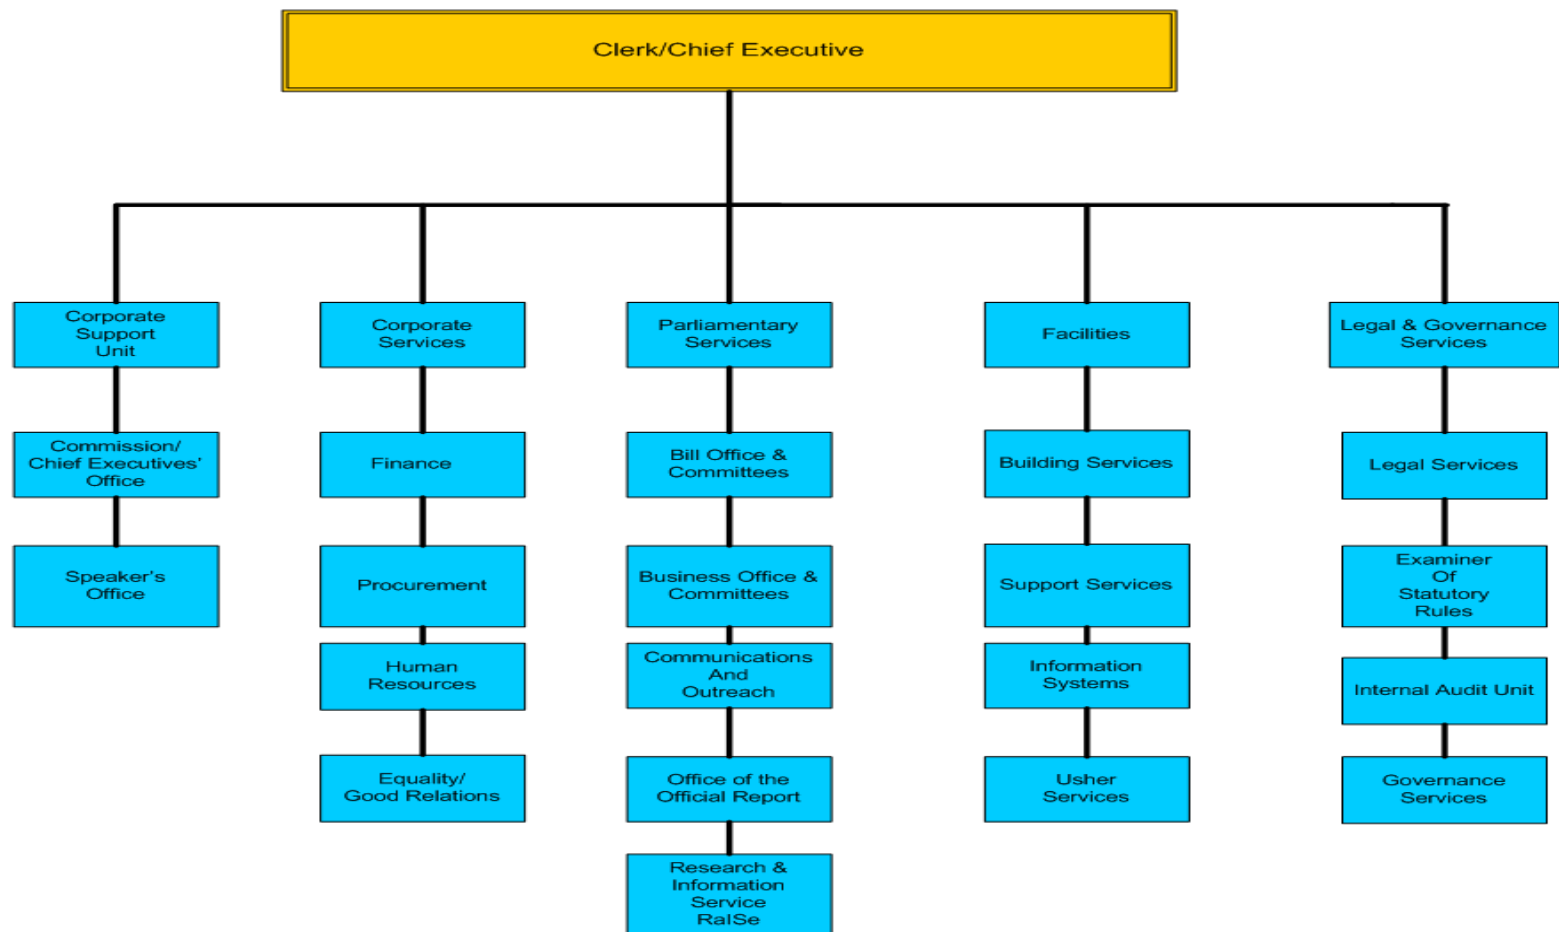 Clerk/Chief Executive
Corporate
Support
Unit
Corporate
Services
Parliamentary
Services
Facilities
Legal & Governance
Services
Commission/
Chief Executives'
Office
Finance
Bill Office &
Committees
Building Services
Legal Services
Speaker's
Office
Procurement
Business Office &
Committees
Support Services
Examiner
Of
Statutory
Rules
Human
Resources
Communications
And
Outreach
Information
Systems
Internal Audit Unit
Equality/
Good Relations
Office of the
Official Report
Usher
Services
Governance
Services
Research &
Information
Service
RaISe